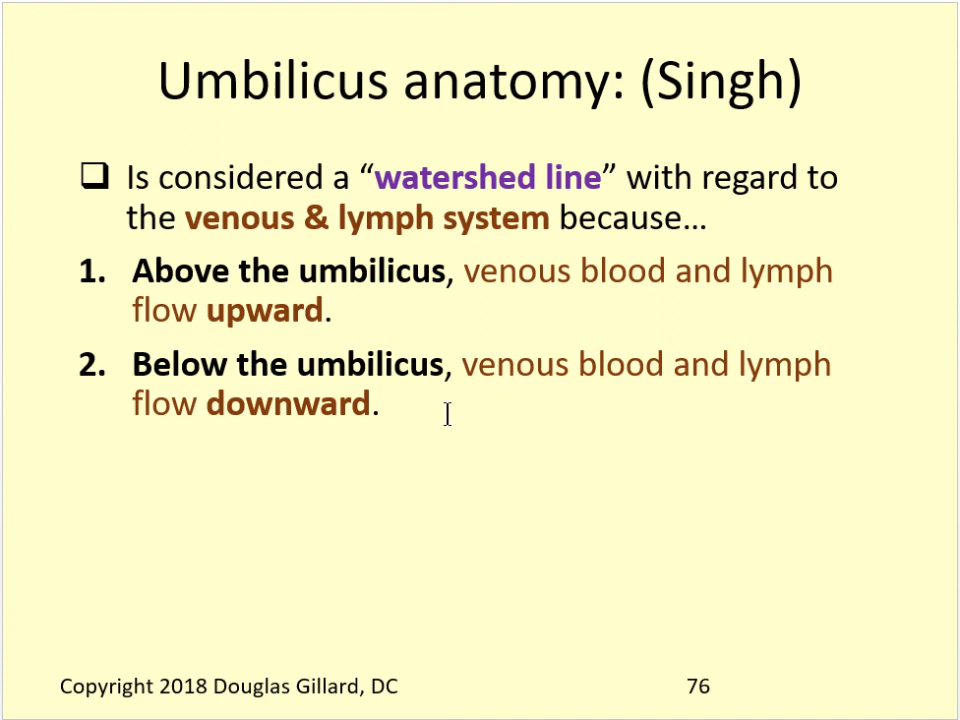 Umbilicus anatomy: (Singh)
❑ Is considered a “watershed line” with regard to
the venous & lymph system because…
1. Above the umbilicus, venous blood and lymph
flow upward.
2. Below the umbilicus, venous blood and lymph
flow downward.
Copyright 2018 Douglas Gillard, DC 76